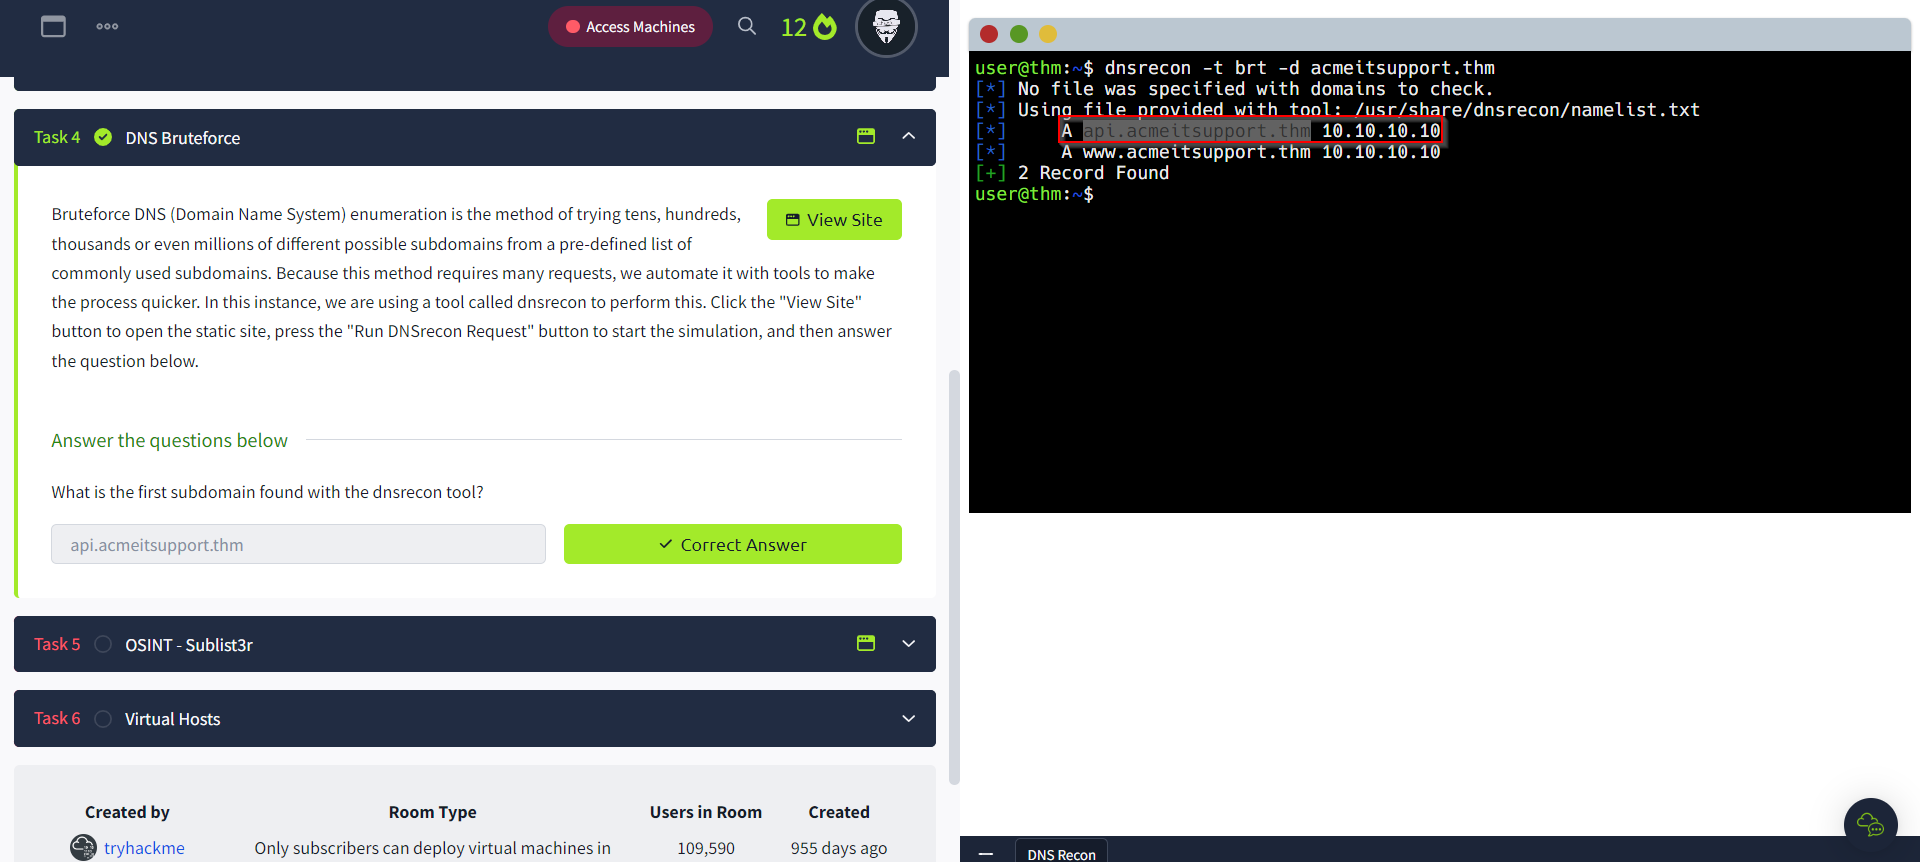 Access Machines
12
Task 4
DNS Bruteforce
Bruteforce DNS (Domain Name System) enumeration is the method of trying tens, hundreds,
thousands or even millions of different possible subdomains from a pre-defined list of
commonly used subdomains. Because this method requires many requests, we automate it with tools to make
the process quicker. In this instance, we are using a tool called dnsrecon to perform this. Click the "View Site"
button to open the static site, press the "Run DNSrecon Request" button to start the simulation, and then answer
the question below.
View Site
Answer the questions below
What is the first subdomain found with the dnsrecon tool?
api.acmeitsupport.thm
Correct Answer
Task 5
OSINT - Sublist3r
Task 6
Virtual Hosts
Created by
Room Type
Users in Room
Created
tryhackme
Only subscribers can deploy virtual machines in
109,590
955 days ago
user@thm:~$ dnsrecon -t brt -d acmeitsupport.thm
[*] No file was specified with domains to check.
[*] Using file provided with tool: /usr/share/dnsrecon/namelist.txt
[*] A api.acmeitsupport.thm 10.10.10.10
[*] A www.acmeitsupport.thm 10.10.10.10
[+] 2 Record Found
user@thm:~$
DNS Recon